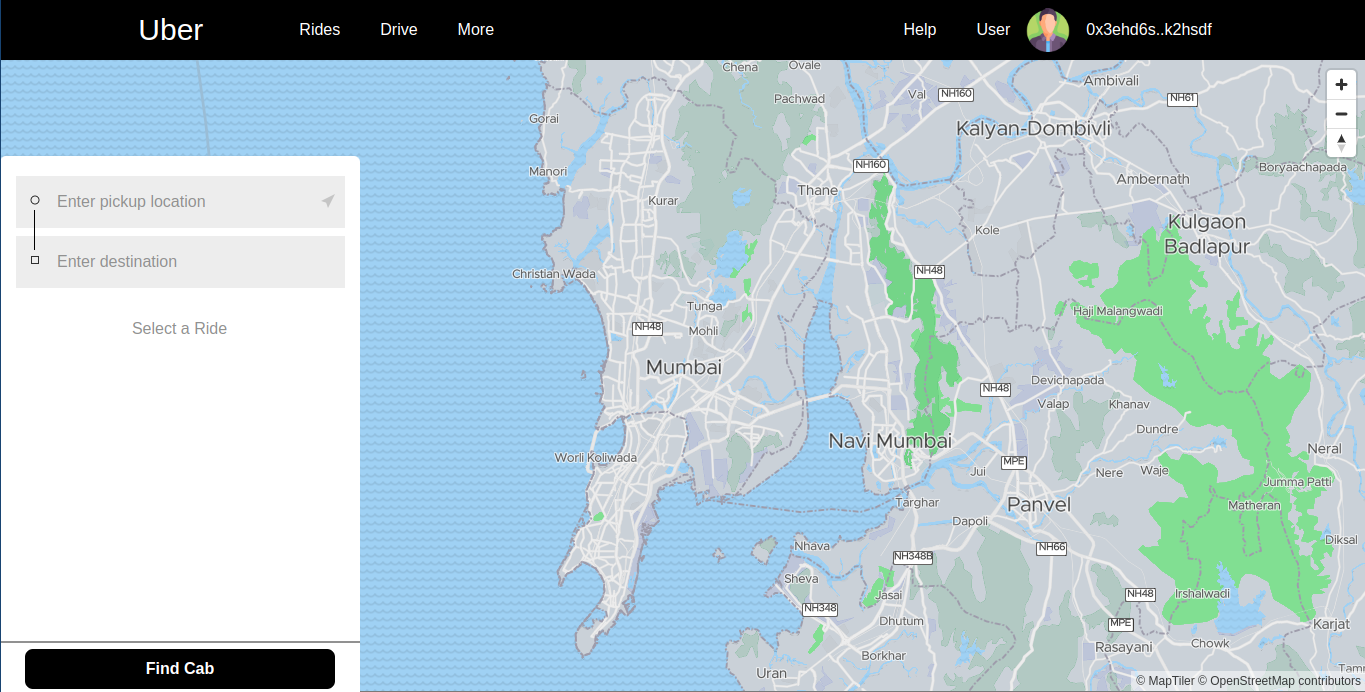 Uber
Rides
Drive
More
Help
User
0x3ehd6s..k2hsdf
Enter pickup location
Enter destination
Select a Ride
Find Cab
Chena
Ovale
Pachwad
Val
NH160
Ambivali
NH61
Gorai
Kalyan-Dombivli
Manori
NH160
Boryaachapada
Thane
Ambernath
Kurar
Kole
Kulgaon
Badlapur
Christian Wada
NH48
Tunga
Haji Malangwadi
NH48
Mohli
Mumbai
Devichapada
NH48
Valap
Khanav
Dundre
Navi Mumbai
Neral
Worli Koliwada
MPE
Jui
Nere
Waje
Jumma Patti
Targhar
Panvel
Matheran
Dapoli
Diksal
Nhava
NH66
NH348B
Sheva
Jasai
NH48
Irshalwadi
NH348
Dhutum
MPE
Karjat
Rasayani
Chowk
Borkhar
Uran
Tamn
© MapTiler © OpenStreetMap contributors